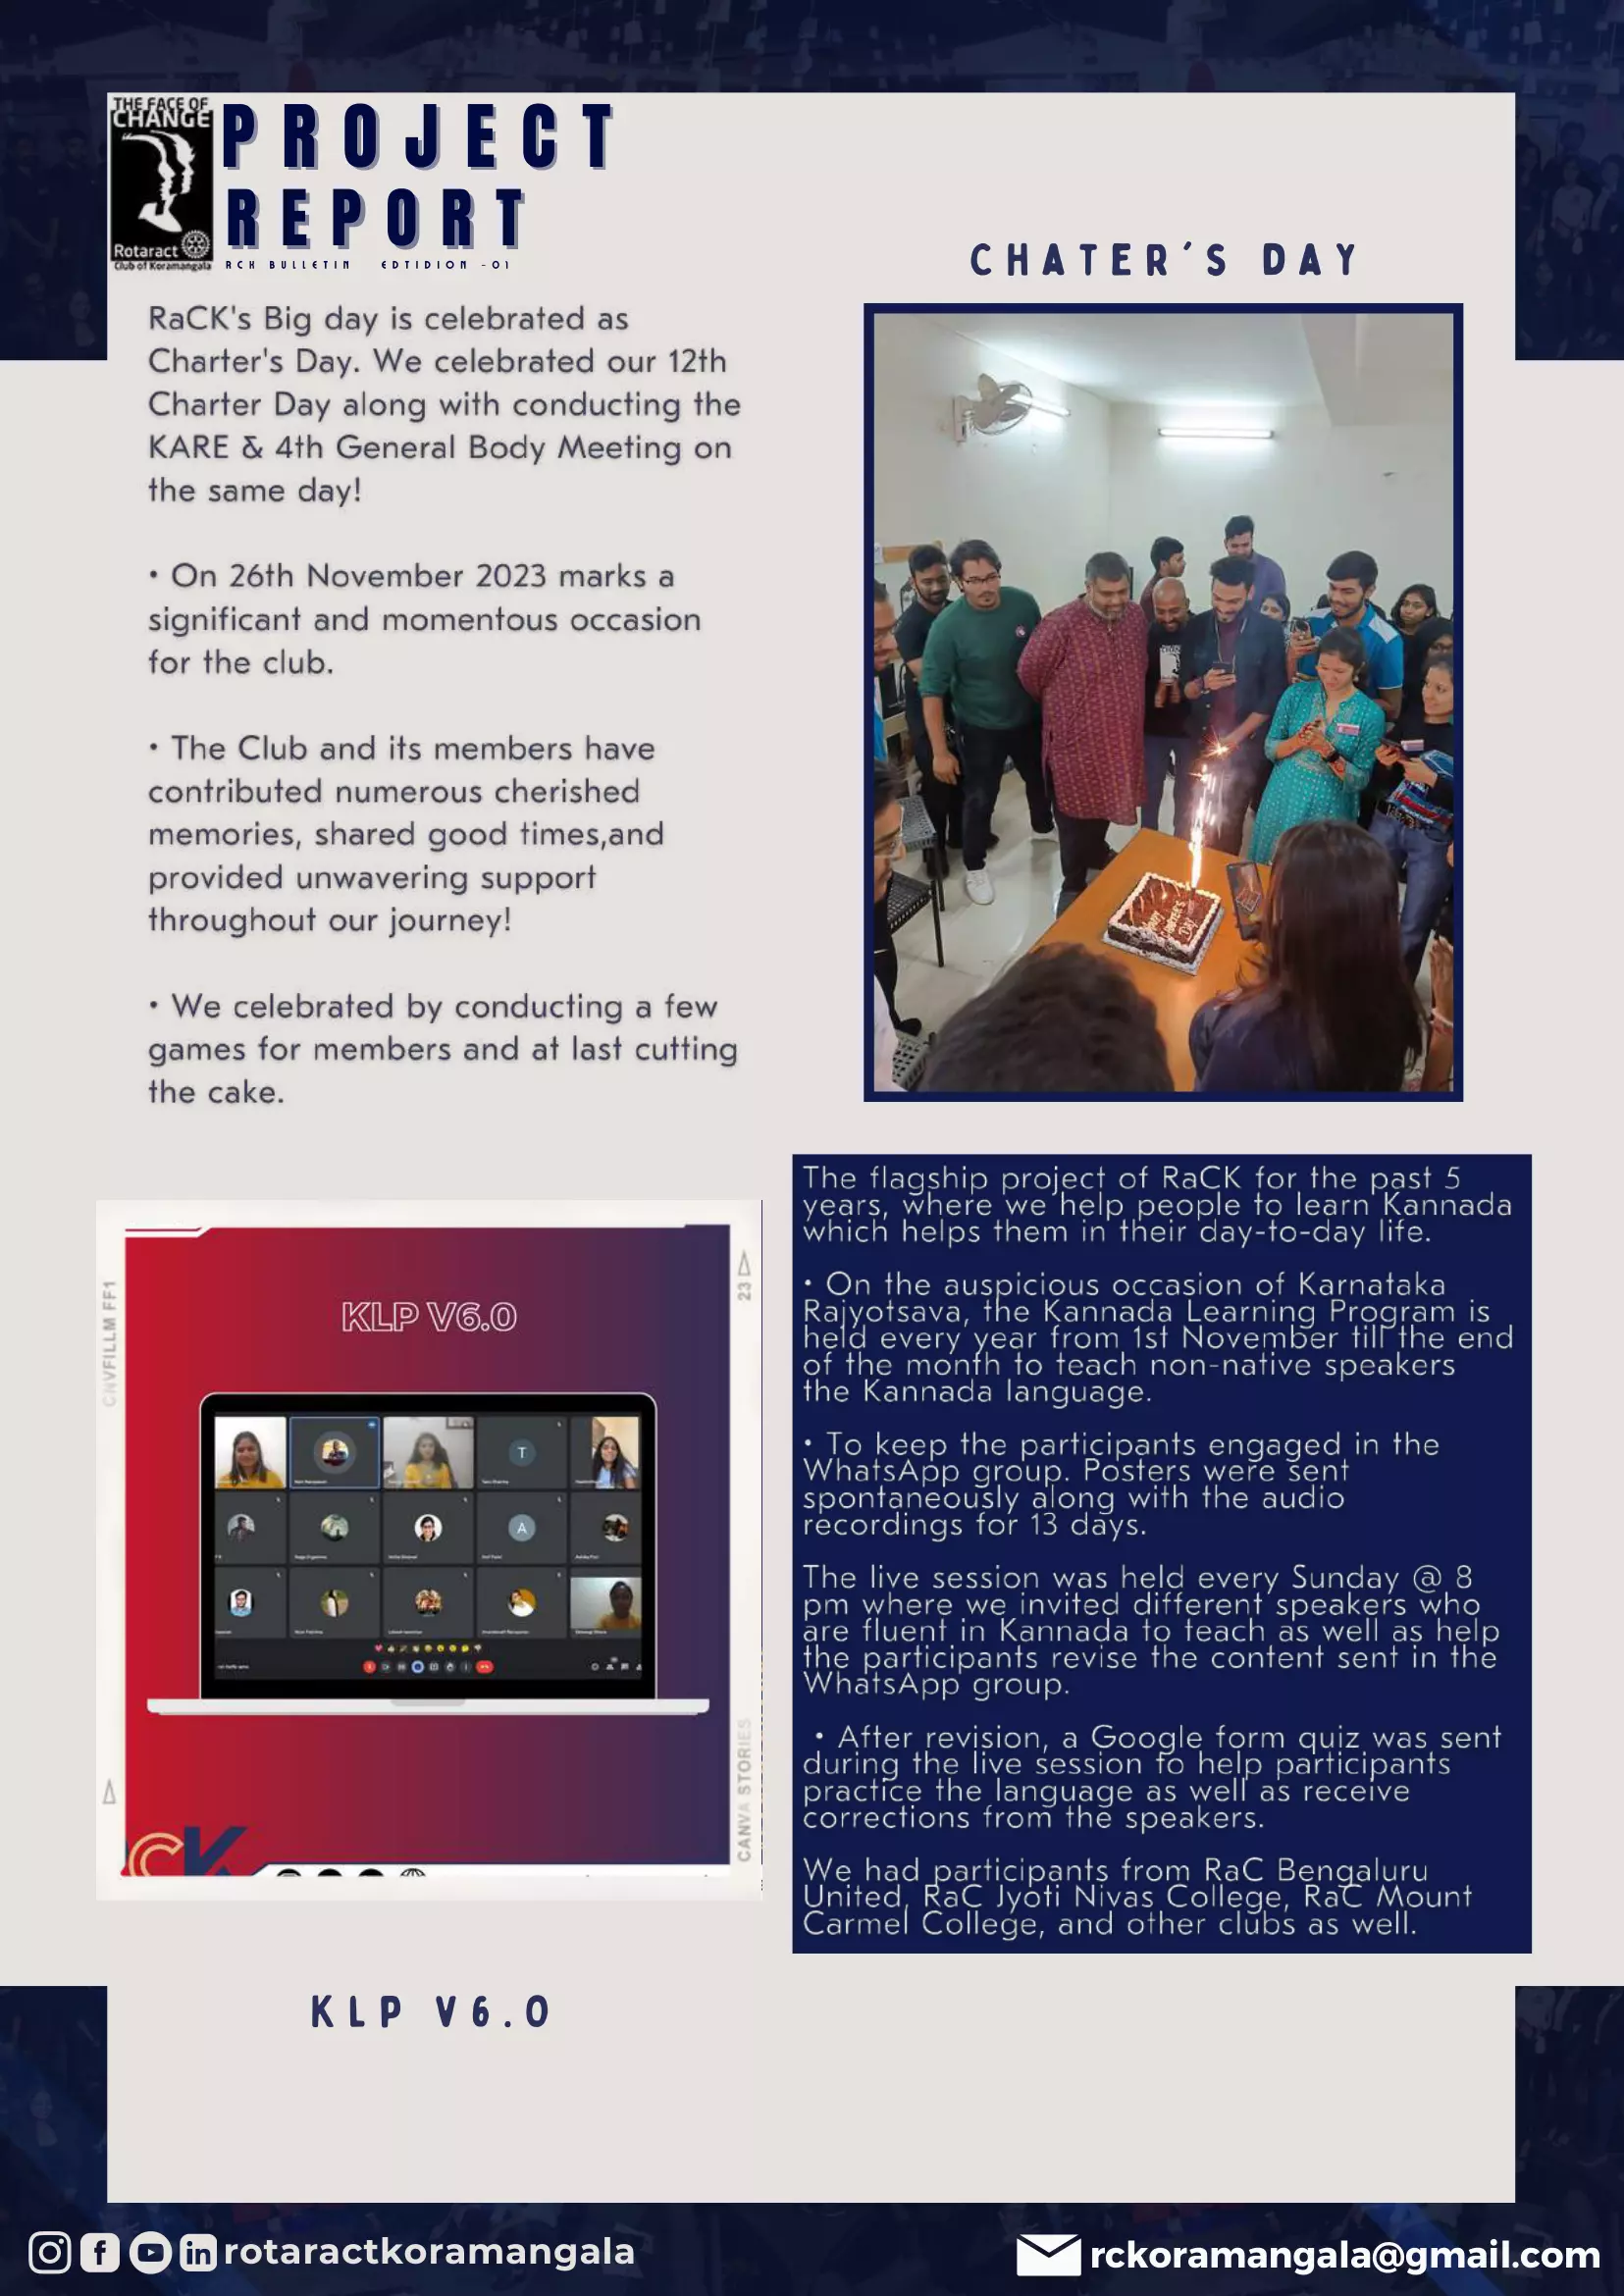 THE FACE OF
CHANGE
Rotaract
Club of Koramangala
PROJECT
REPORT
RCK BULLETIN EDTIDION -01
CHATER'S DAY
RaCK's Big day is celebrated as
Charter's Day. We celebrated our 12th
Charter Day along with conducting the
KARE & 4th General Body Meeting on
the same day!
• On 26th November 2023 marks a
significant and momentous occasion
for the club.
• The Club and its members have
contributed numerous cherished
memories, shared good times,and
provided unwavering support
throughout our journey!
• We celebrated by conducting a few
games for members and at last cutting
the cake.
CNVFILLM FF1
23
KLP V6.0
T
A
CANVA STORIES
CK
KLP V6.0
The flagship project of RaCK for the past 5
years, where we help people to learn Kannada
which helps them in their day-to-day life.
• On the auspicious occasion of Karnataka
Rajyotsava, the Kannada Learning Program is
held every year from 1st November till the end
of the month to teach non-native speakers
the Kannada language.
• To keep the participants engaged in the
WhatsApp group. Posters were sent
spontaneously along with the audio
recordings for 13 days.
The live session was held every Sunday @ 8
pm where we invited different speakers who
are fluent in Kannada to teach as well as help
the participants revise the content sent in the
WhatsApp group.
• After revision, a Google form quiz was sent
during the live session to help participants
practice the language as well as receive
corrections from the speakers.
We had participants from RaC Bengaluru
United, RaC Jyoti Nivas College, RaC Mount
Carmel College, and other clubs as well.
rotaractkoramangala
rckoramangala@gmail.com